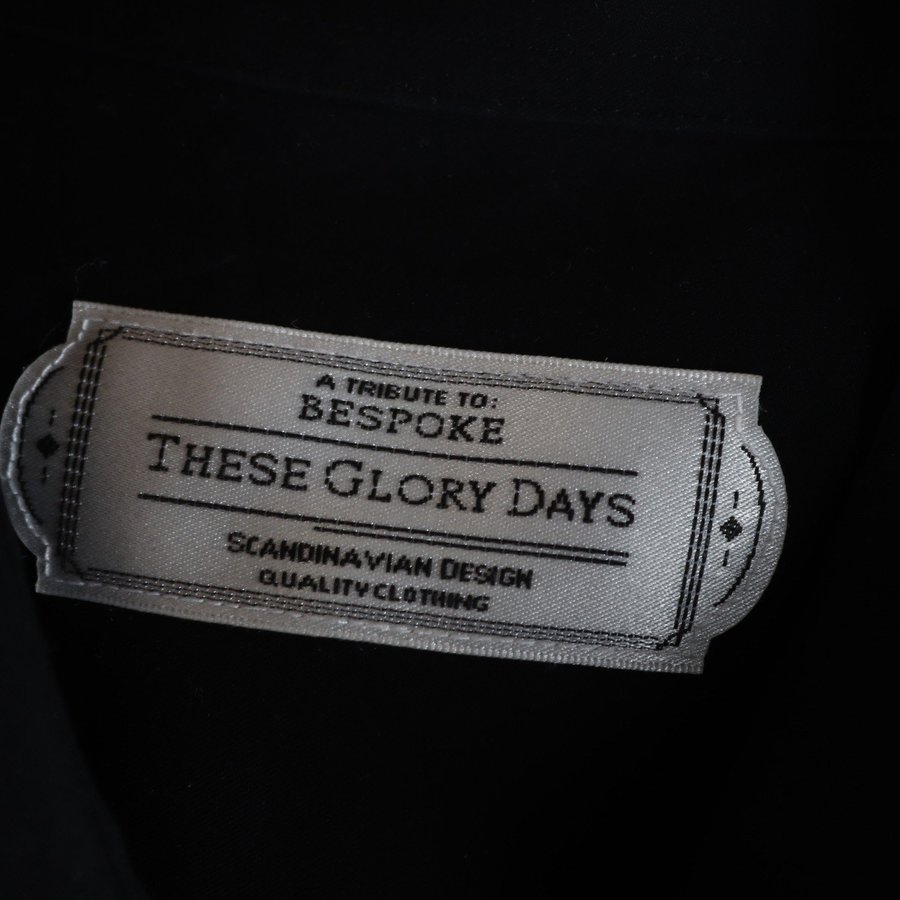 A TRIBUTE TO:
BESPOKE
THESE GLORY DAYS
SCANDINAVIAN DESIGN
QUALITY CLOTHING